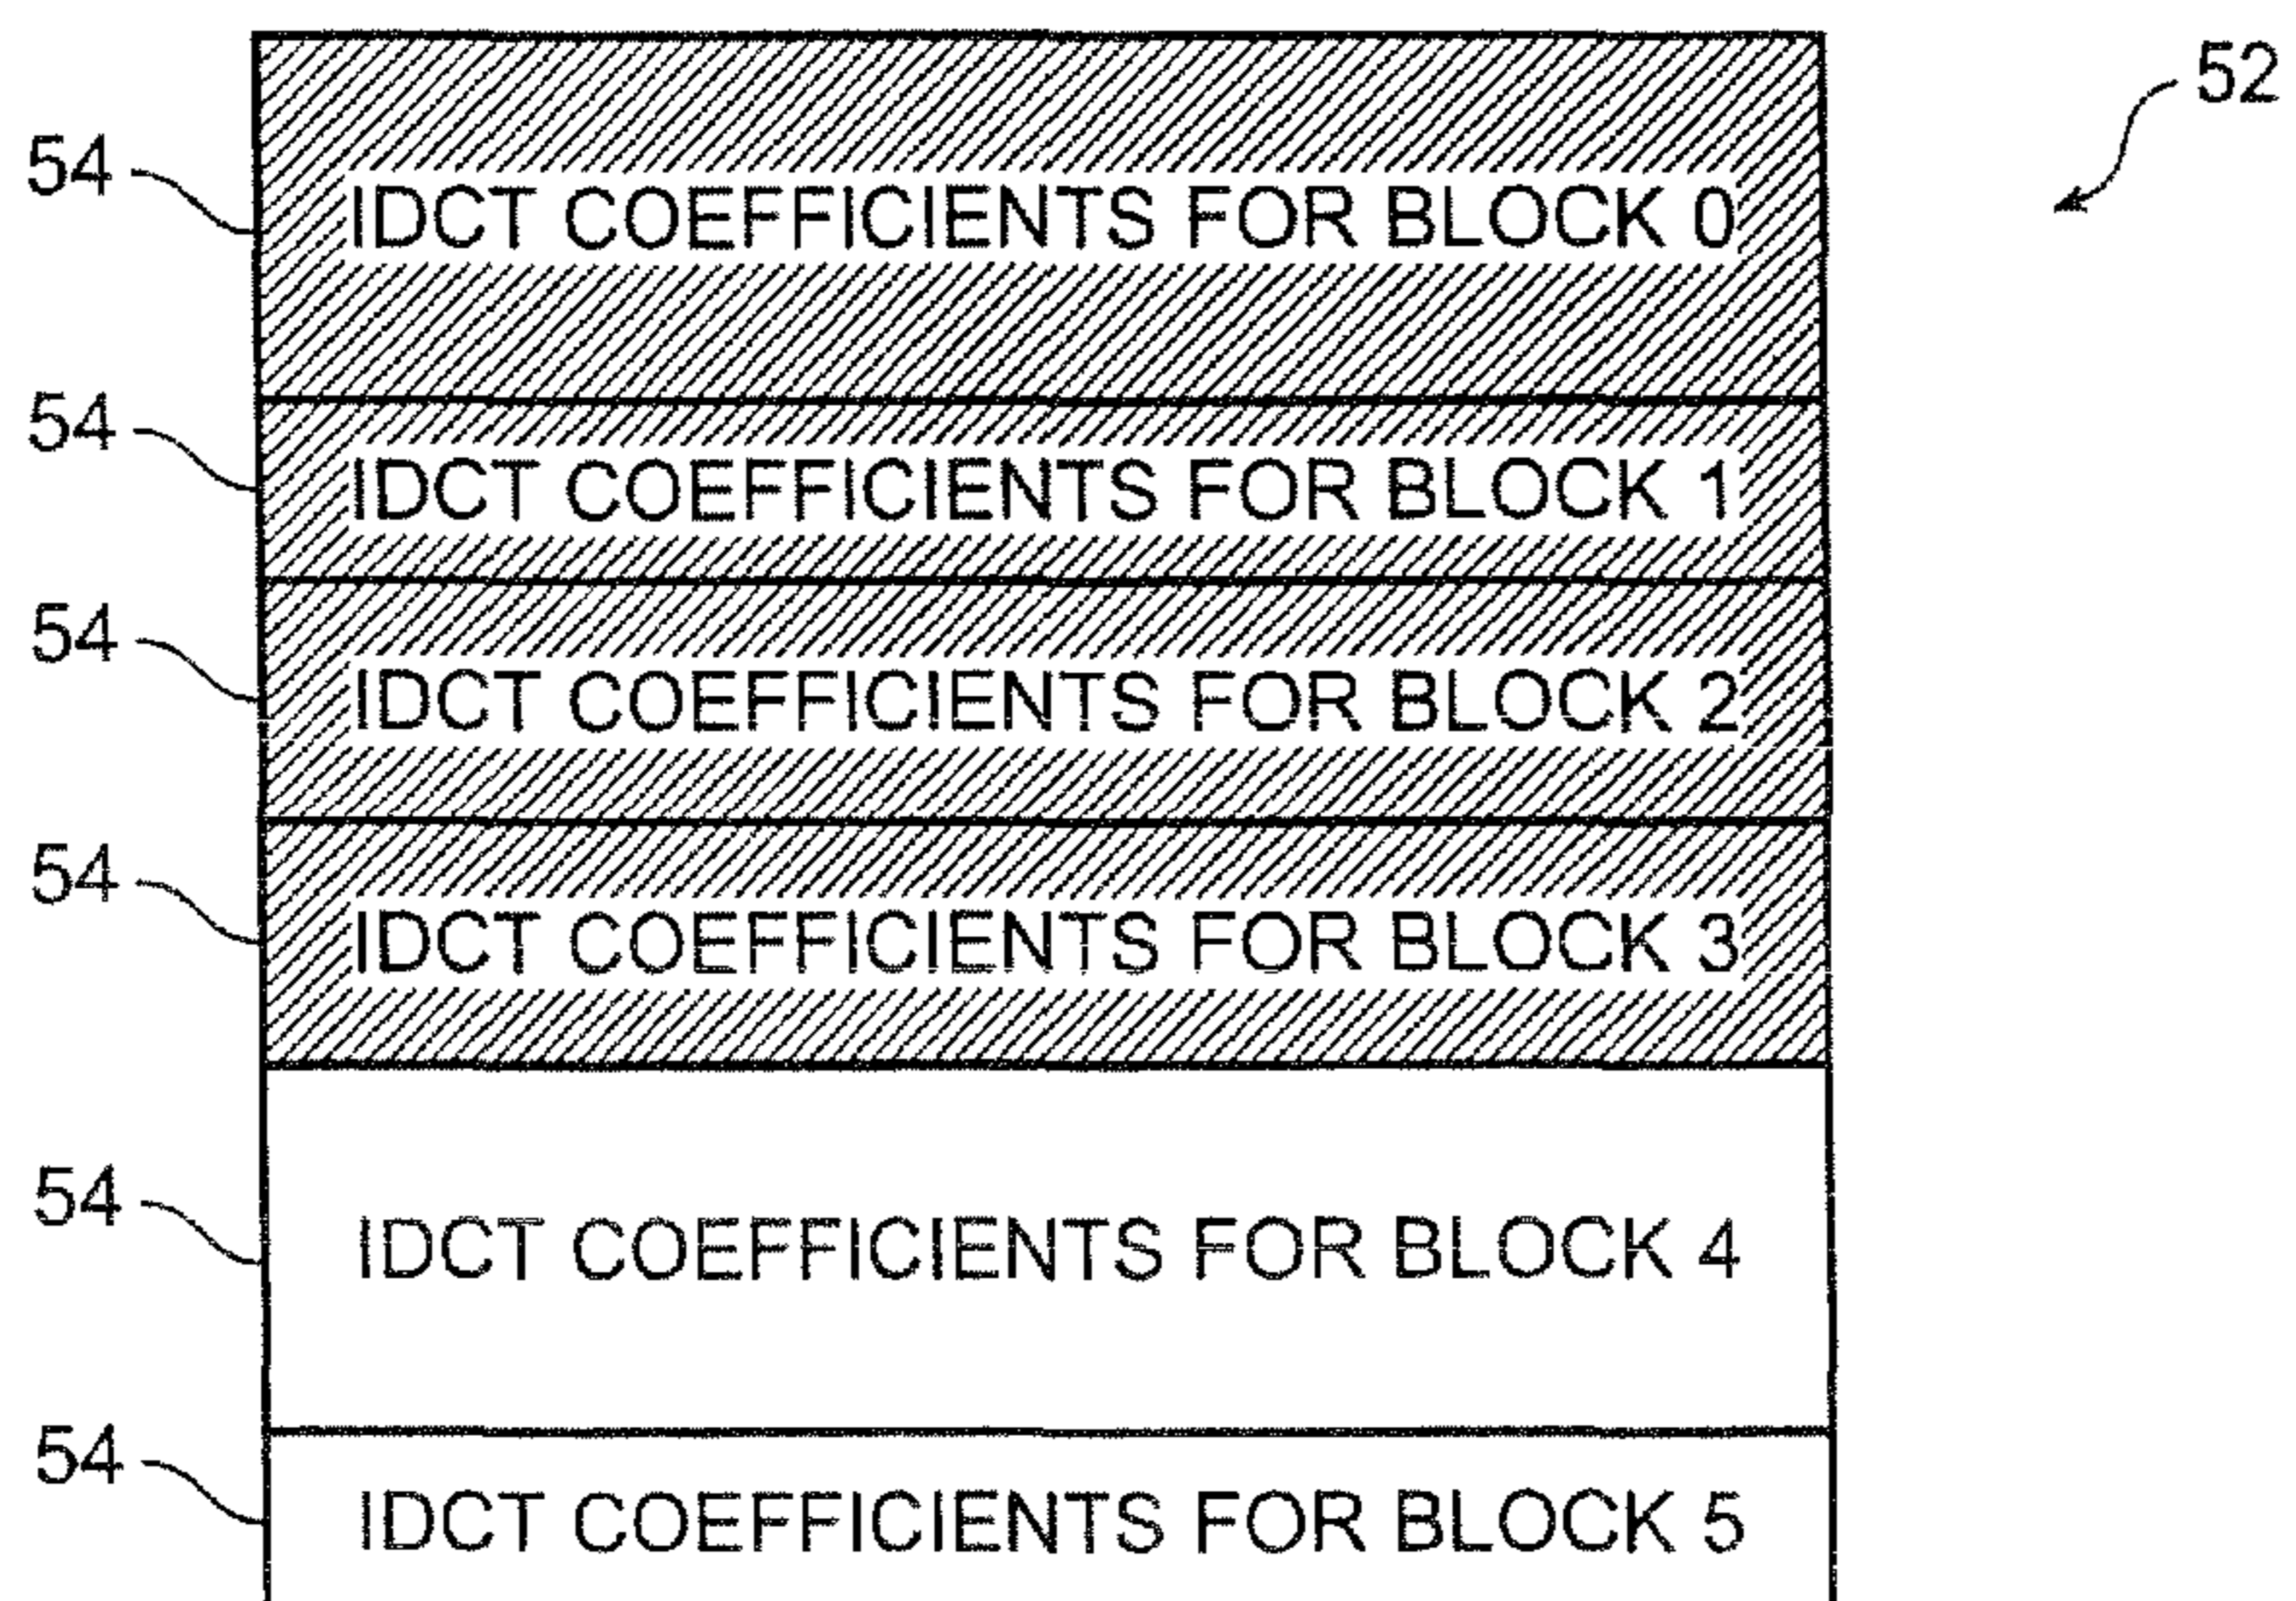 52
54 IDCT COEFFICIENTS FOR BLOCK 0
54 IDCT COEFFICIENTS FOR BLOCK 1
54 IDCT COEFFICIENTS FOR BLOCK 2
54 IDCT COEFFICIENTS FOR BLOCK 3
54 IDCT COEFFICIENTS FOR BLOCK 4
54 IDCT COEFFICIENTS FOR BLOCK 5